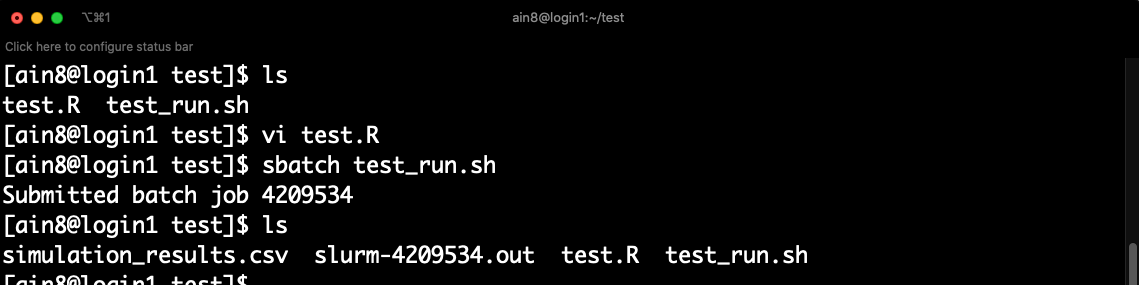 ⌥⌘1 ain8@login1:~/test
Click here to configure status bar
[ain8@login1 test]$ ls
test.R  test_run.sh
[ain8@login1 test]$ vi test.R
[ain8@login1 test]$ sbatch test_run.sh
Submitted batch job 4209534
[ain8@login1 test]$ ls
simulation_results.csv  slurm-4209534.out  test.R  test_run.sh
[ain8@login1 test]$